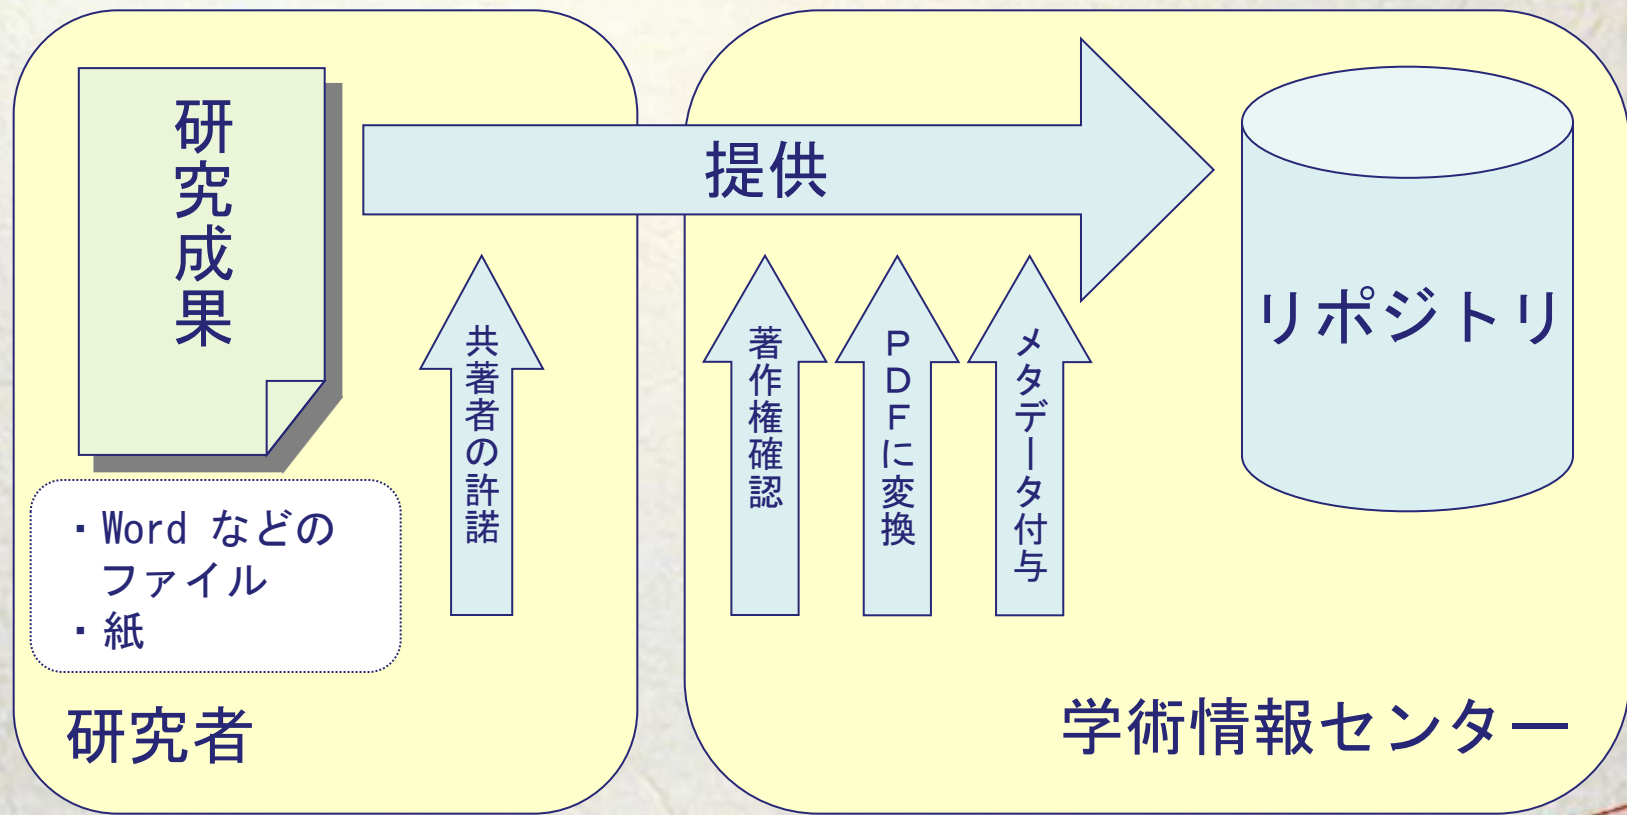 研究成果
提供
リポジトリ
共著者の許諾
著作権確認
ＰＤＦに変換
メタデータ付与
・Word などの
ファイル
・紙
研究者
学術情報センター